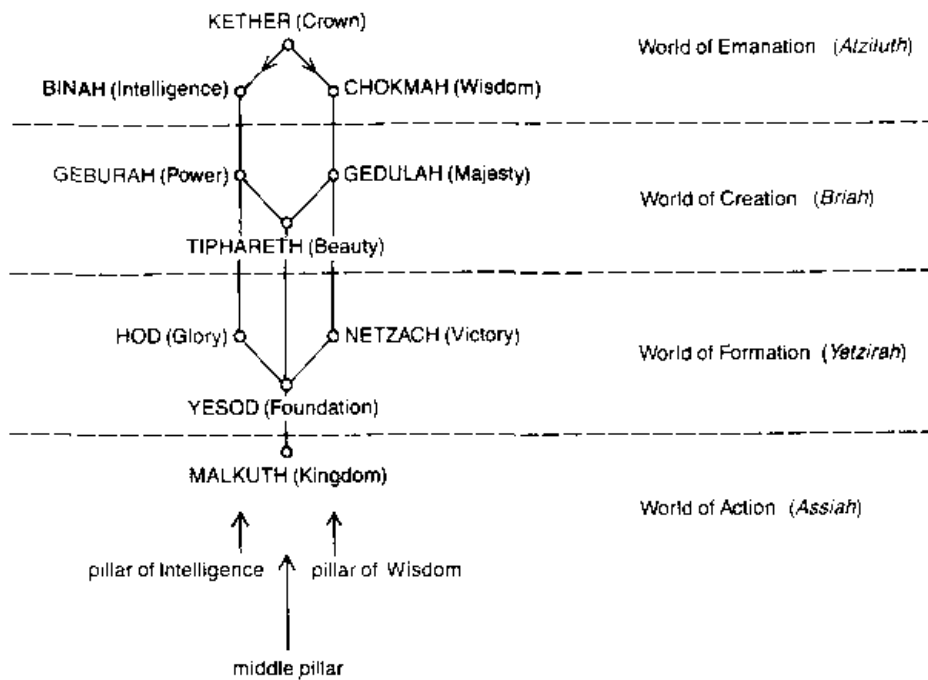 KETHER (Crown)
World of Emanation (Atziluth)
BINAH (Intelligence) CHOKMAH (Wisdom)
GEBURAH (Power) GEDULAH (Majesty)
World of Creation (Briah)
TIPHARETH (Beauty)
HOD (Glory) NETZACH (Victory)
World of Formation (Yetzirah)
YESOD (Foundation)
MALKUTH (Kingdom)
World of Action (Assiah)
pillar of Intelligence pillar of Wisdom
middle pillar